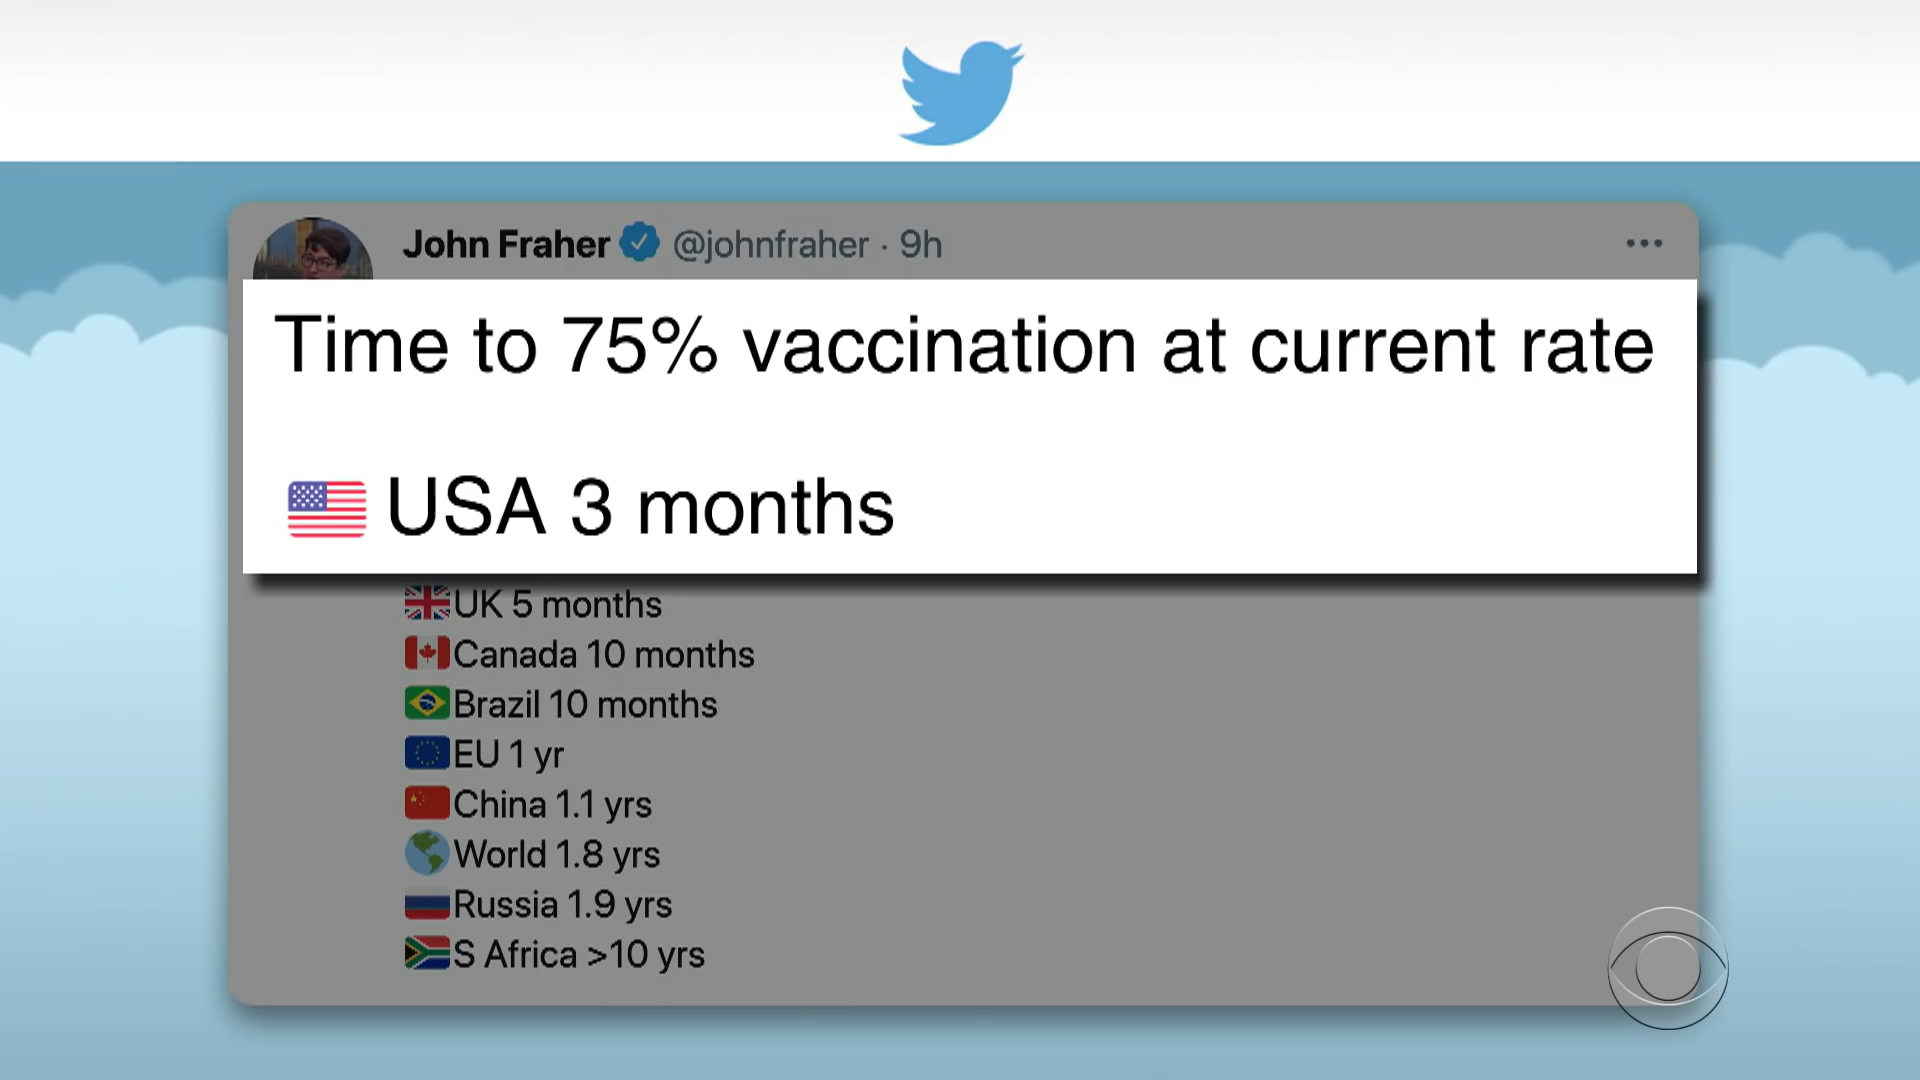 John Fraher @johnfraher · 9h
Time to 75% vaccination at current rate
USA 3 months
UK 5 months
Canada 10 months
Brazil 10 months
EU 1 yr
China 1.1 yrs
World 1.8 yrs
Russia 1.9 yrs
S Africa >10 yrs